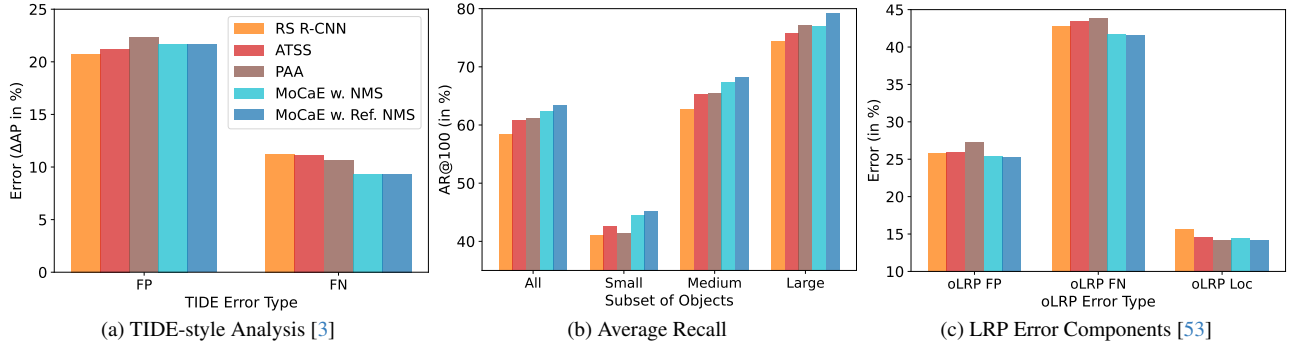 25
20
15
10
5
0
Error (ΔAP in %)
FP
FN
TIDE Error Type
RS R-CNN
ATSS
PAA
MoCaE w. NMS
MoCaE w. Ref. NMS
(a) TIDE-style Analysis [3]
80
70
60
50
40
AR@100 (in %)
All
Small
Medium
Large
Subset of Objects
(b) Average Recall
45
40
35
30
25
20
15
10
Error (in %)
oLRP FP
oLRP FN
oLRP Loc
oLRP Error Type
(c) LRP Error Components [53]